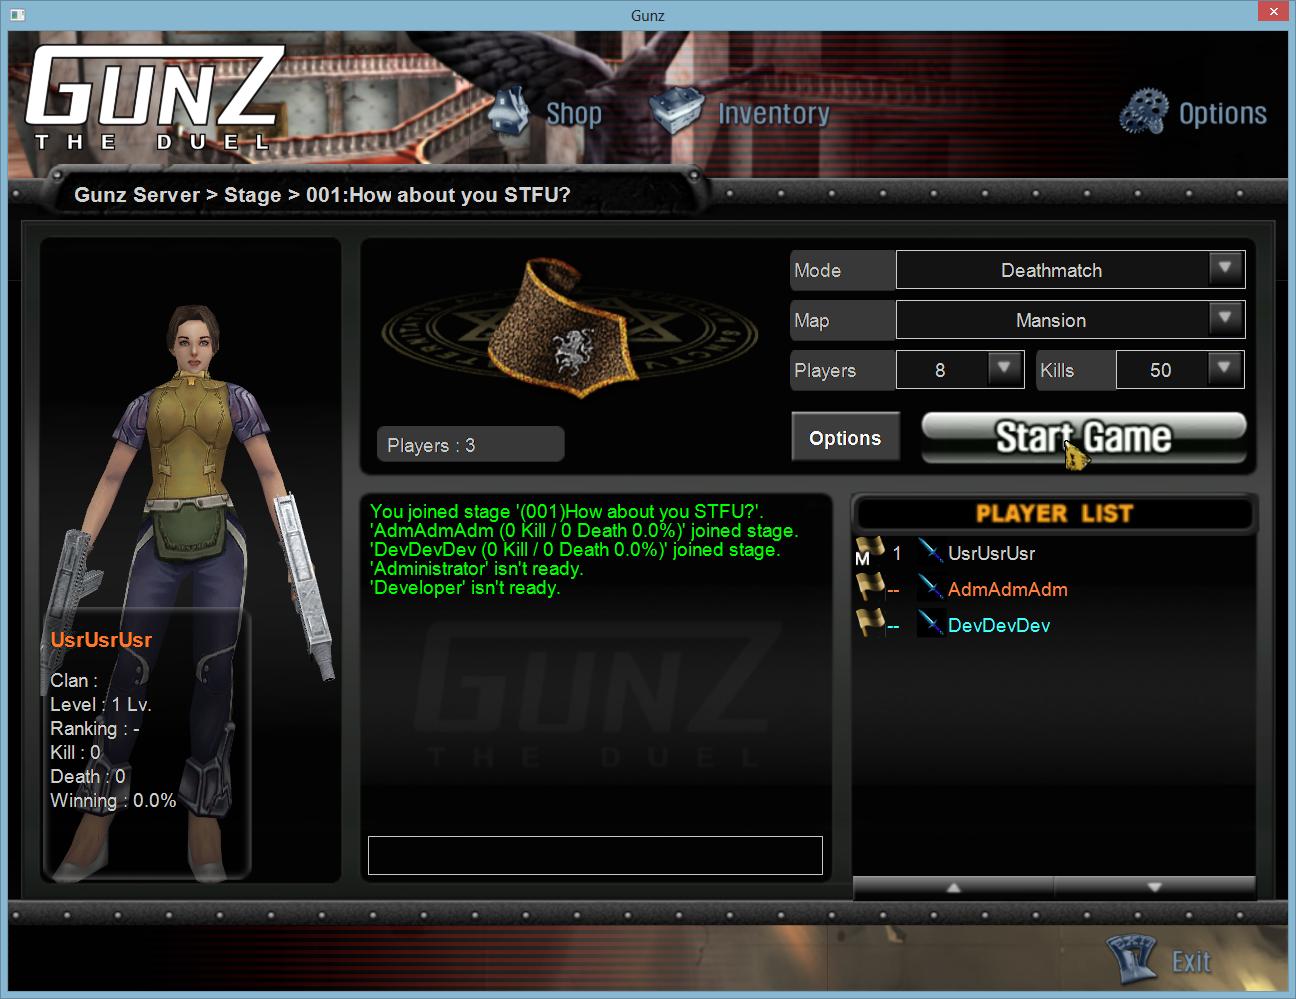 Gunz
GUNZ
THE DUEL
Shop
Inventory
Options
Gunz Server > Stage > 001:How about you STFU?
Mode
Deathmatch
Map
Mansion
Players
8
Kills
50
Players : 3
Options
Start Game
You joined stage '(001)How about you STFU?'.
'AdmAdmAdm (0 Kill / 0 Death 0.0%)' joined stage.
'DevDevDev (0 Kill / 0 Death 0.0%)' joined stage.
'Administrator' isn't ready.
'Developer' isn't ready.
GUNZ
THE DUEL
PLAYER LIST
M 1 UsrUsrUsr
-- AdmAdmAdm
-- DevDevDev
UsrUsrUsr
Clan :
Level : 1 Lv.
Ranking : -
Kill : 0
Death : 0
Winning : 0.0%
EXIT
Exit